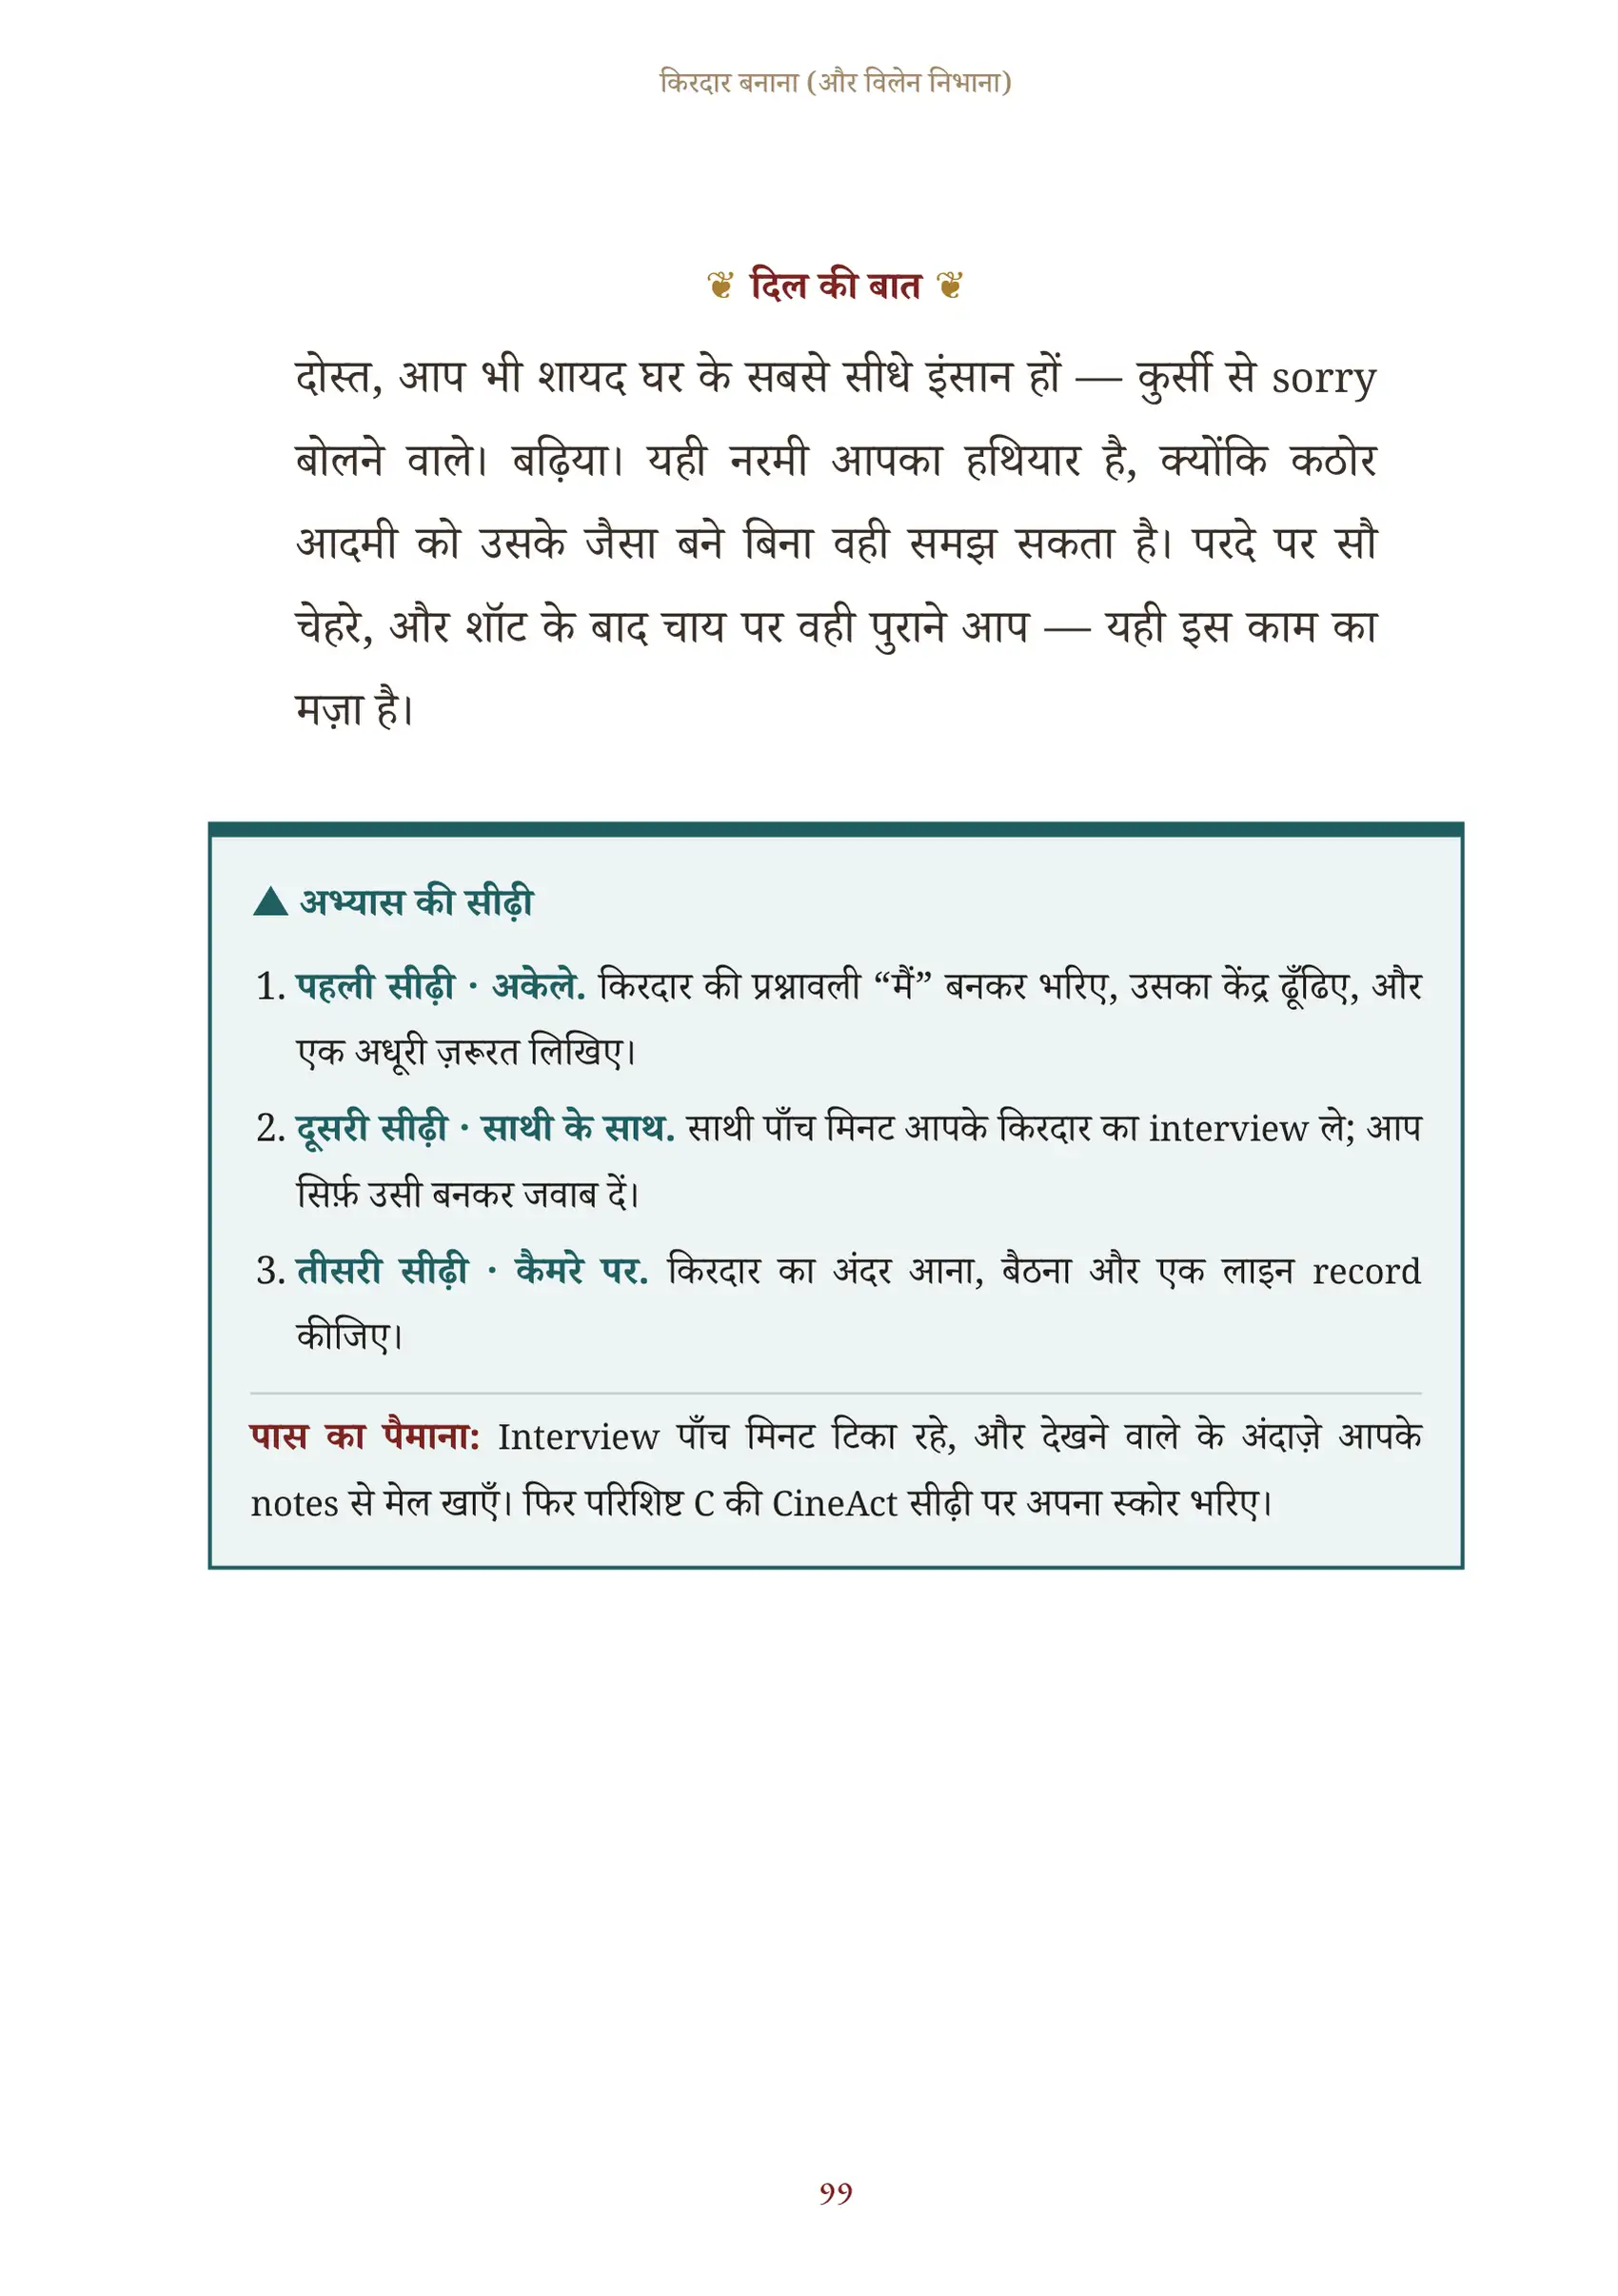 किरदार बनाना (और विलेन निभाना)
❦ दिल की बात ❦
दोस्त, आप भी शायद घर के सबसे सीधे इंसान हों — कुर्सी से sorry
बोलने वाले। बढ़िया। यही नरमी आपका हथियार है, क्योंकि कठोर
आदमी को उसके जैसा बने बिना वही समझ सकता है। परदे पर सौ
चेहरे, और शॉट के बाद चाय पर वही पुराने आप — यही इस काम का
मज़ा है।
▲ अभ्यास की सीढ़ी
1. पहली सीढ़ी · अकेले. किरदार की प्रश्नावली “मैं” बनकर भरिए, उसका केंद्र ढूँढिए, और
एक अधूरी ज़रूरत लिखिए।
2. दूसरी सीढ़ी · साथी के साथ. साथी पाँच मिनट आपके किरदार का interview ले; आप
सिर्फ़ उसी बनकर जवाब दें।
3. तीसरी सीढ़ी · कैमरे पर. किरदार का अंदर आना, बैठना और एक लाइन record
कीजिए।
पास का पैमाना: Interview पाँच मिनट टिका रहे, और देखने वाले के अंदाज़े आपके
notes से मेल खाएँ। फिर परिशिष्ट C की CineAct सीढ़ी पर अपना स्कोर भरिए।
99